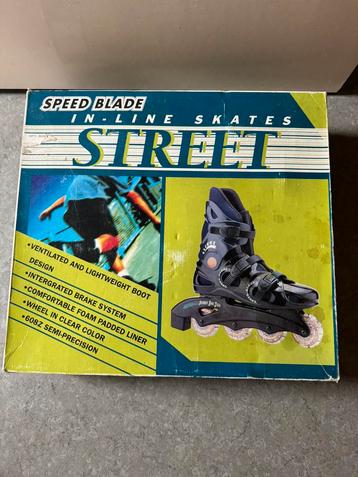 SPEED BLADE
IN-LINE SKATES
STREET
•VENTILATED AND LIGHTWEIGHT BOOT
DESIGN
•INTERGRATED BRAKE SYSTEM
•COMFORTABLE FOAM PADDED LINER
•WHEEL IN CLEAR COLOR
•608Z SEMI-PRECISION